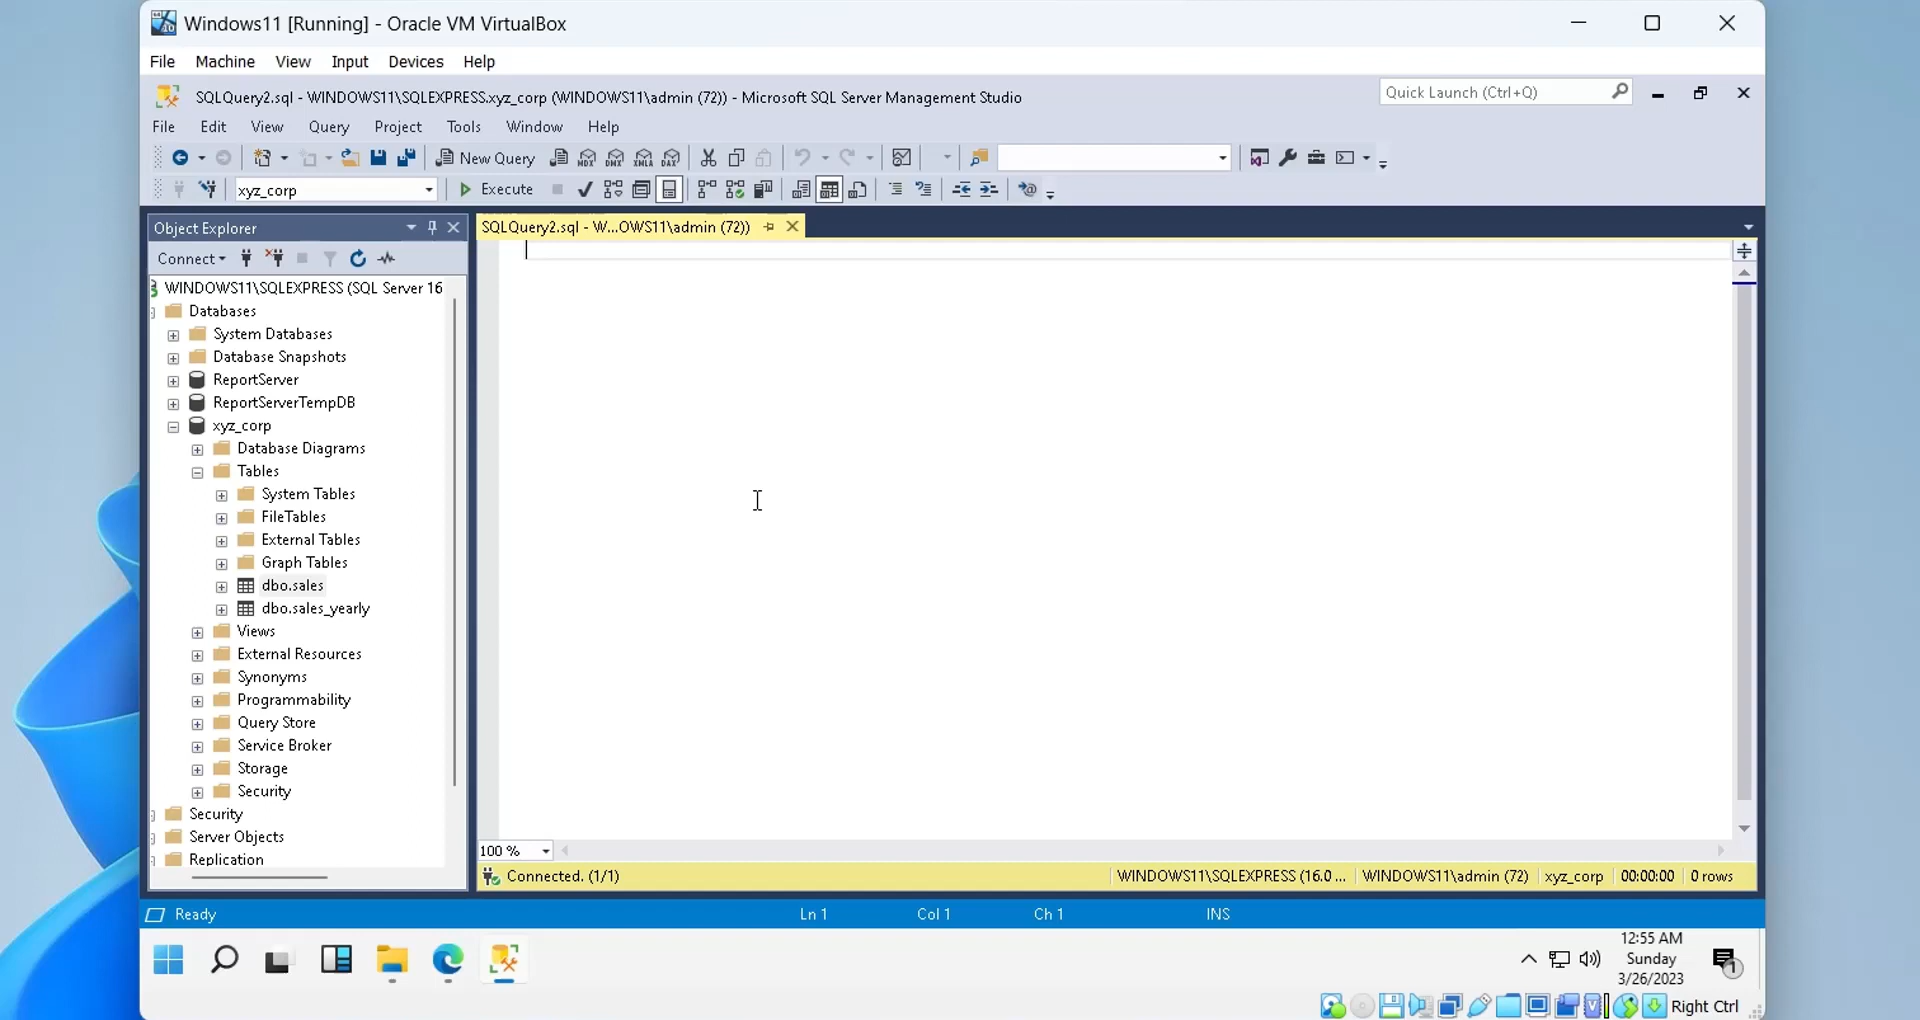 Windows11 [Running] - Oracle VM VirtualBox
File Machine View Input Devices Help
SQLQuery2.sql - WINDOWS11\SQLEXPRESS.xyz_corp (WINDOWS11\admin (72)) - Microsoft SQL Server Management Studio
Quick Launch (Ctrl+Q)
File Edit View Query Project Tools Window Help
New Query MDX DMX XMLA DAX
xyz_corp Execute
Object Explorer
SQLQuery2.sql - W...OWS11\admin (72))
Connect
WINDOWS11\SQLEXPRESS (SQL Server 16
Databases
System Databases
Database Snapshots
ReportServer
ReportServerTempDB
xyz_corp
Database Diagrams
Tables
System Tables
FileTables
External Tables
Graph Tables
dbo.sales
dbo.sales_yearly
Views
External Resources
Synonyms
Programmability
Query Store
Service Broker
Storage
Security
Security
Server Objects
Replication
100 %
Connected. (1/1)
WINDOWS11\SQLEXPRESS (16.0 ... WINDOWS11\admin (72) xyz_corp 00:00:00 0 rows
Ready Ln 1 Col 1 Ch 1 INS
12:55 AM
Sunday
3/26/2023
1
Right Ctrl